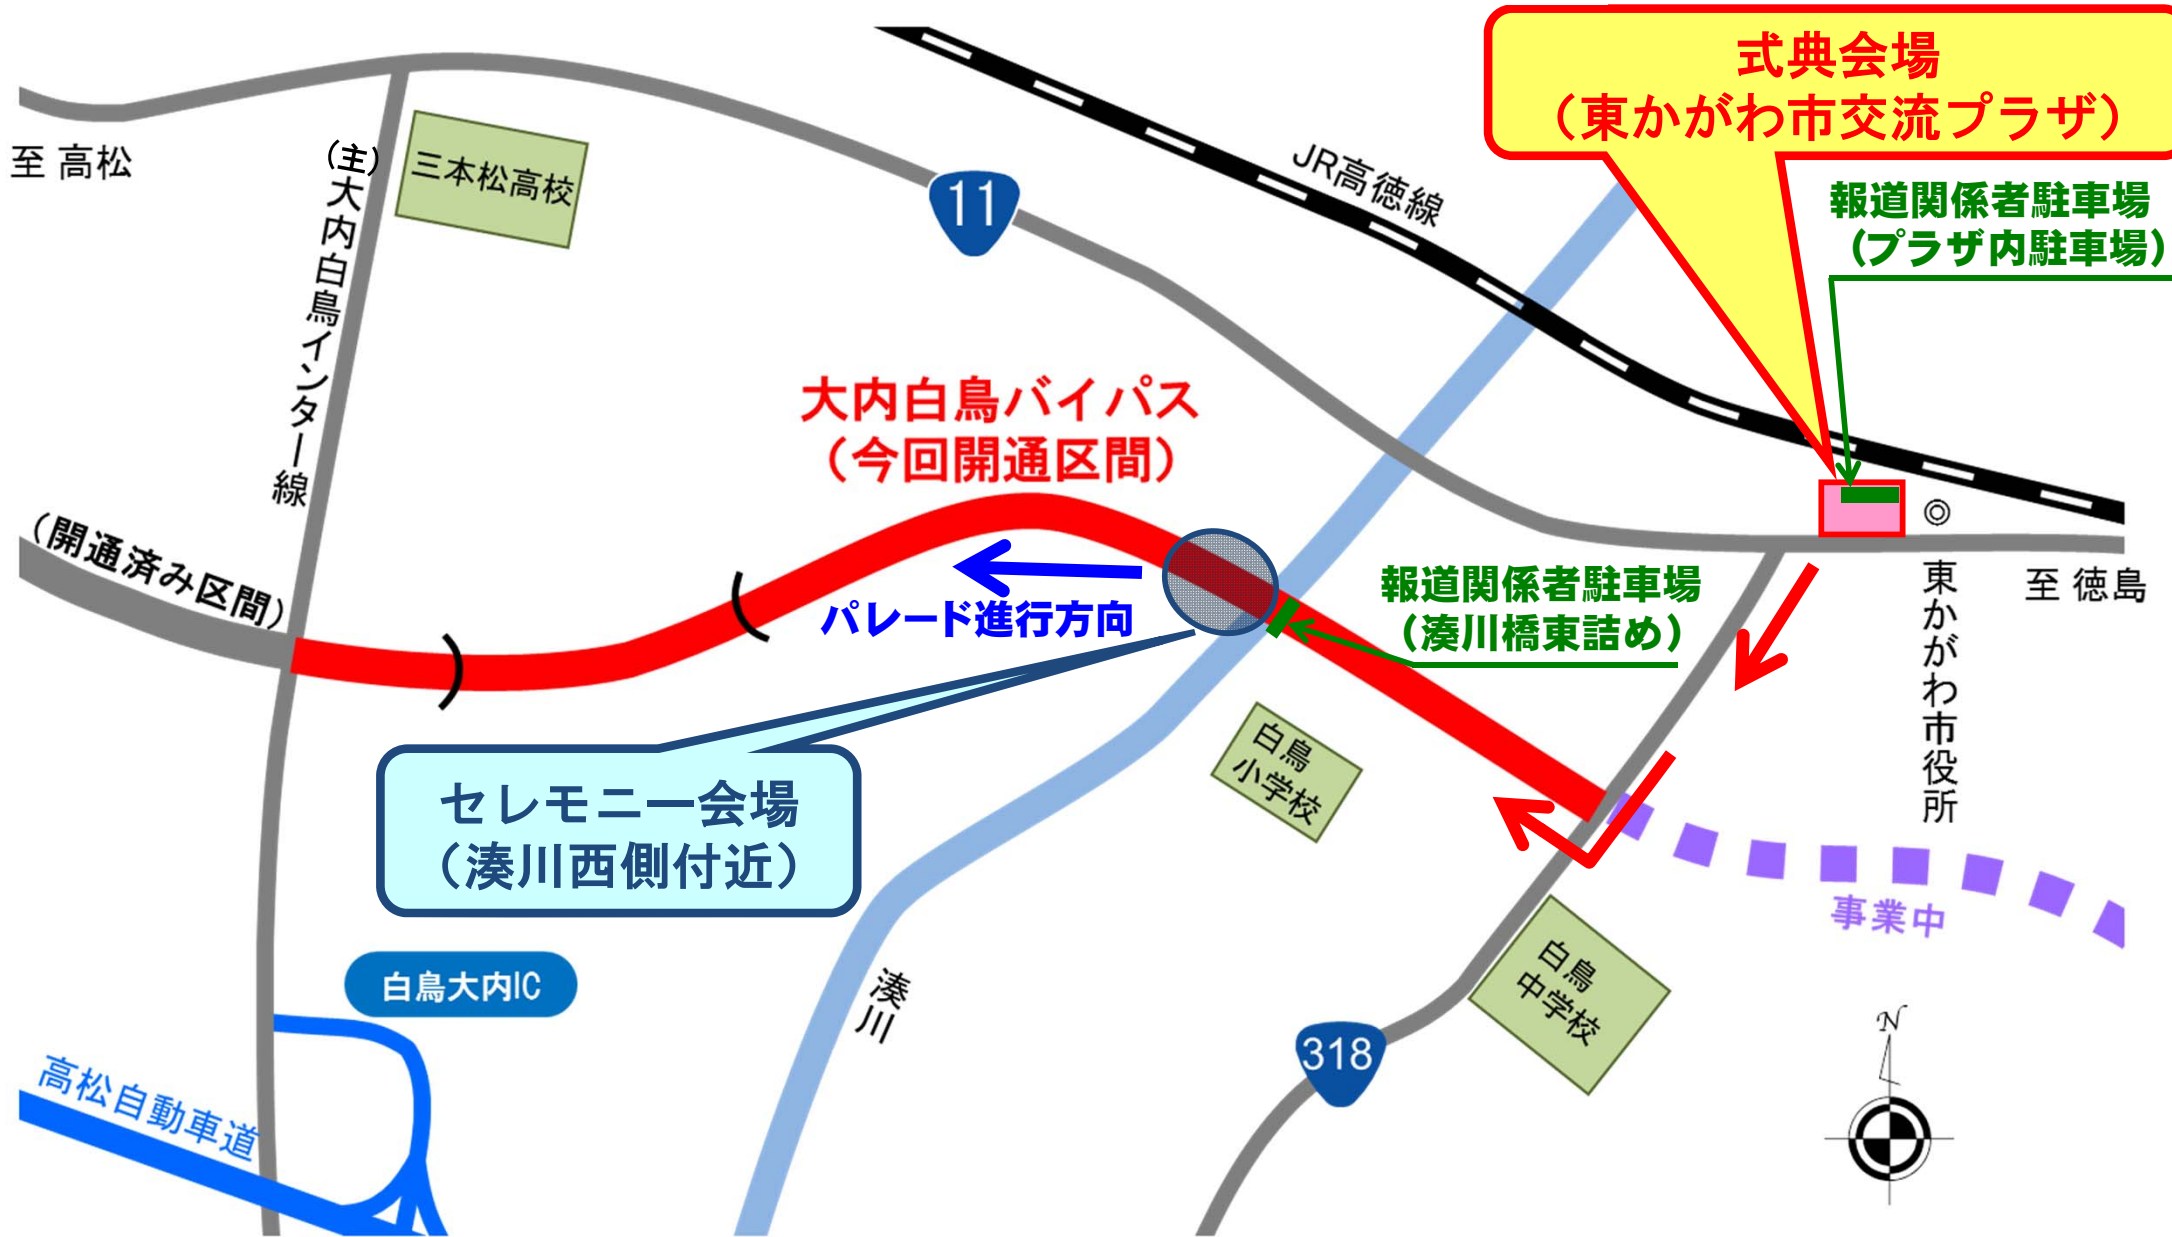 式典会場
（東かがわ市交流プラザ）
報道関係者駐車場
（プラザ内駐車場）
JR高徳線
11
至 高松
(主)大内白鳥インター線
三本松高校
大内白鳥バイパス
（今回開通区間）
（開通済み区間）
パレード進行方向
報道関係者駐車場
（湊川橋東詰め）
東かがわ市役所
至 徳島
白鳥
小学校
セレモニー会場
（湊川西側付近）
事業中
白鳥
中学校
白鳥大内IC
湊川
318
高松自動車道
N